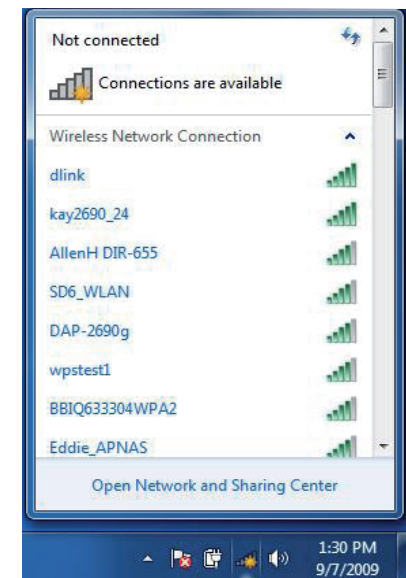 Not connected
Connections are available
Wireless Network Connection
dlink
kay2690_24
AllenH DIR-655
SD6_WLAN
DAP-2690g
wpstest1
BBIQ633304WPA2
Eddie_APNAS
Open Network and Sharing Center
1:30 PM
9/7/2009